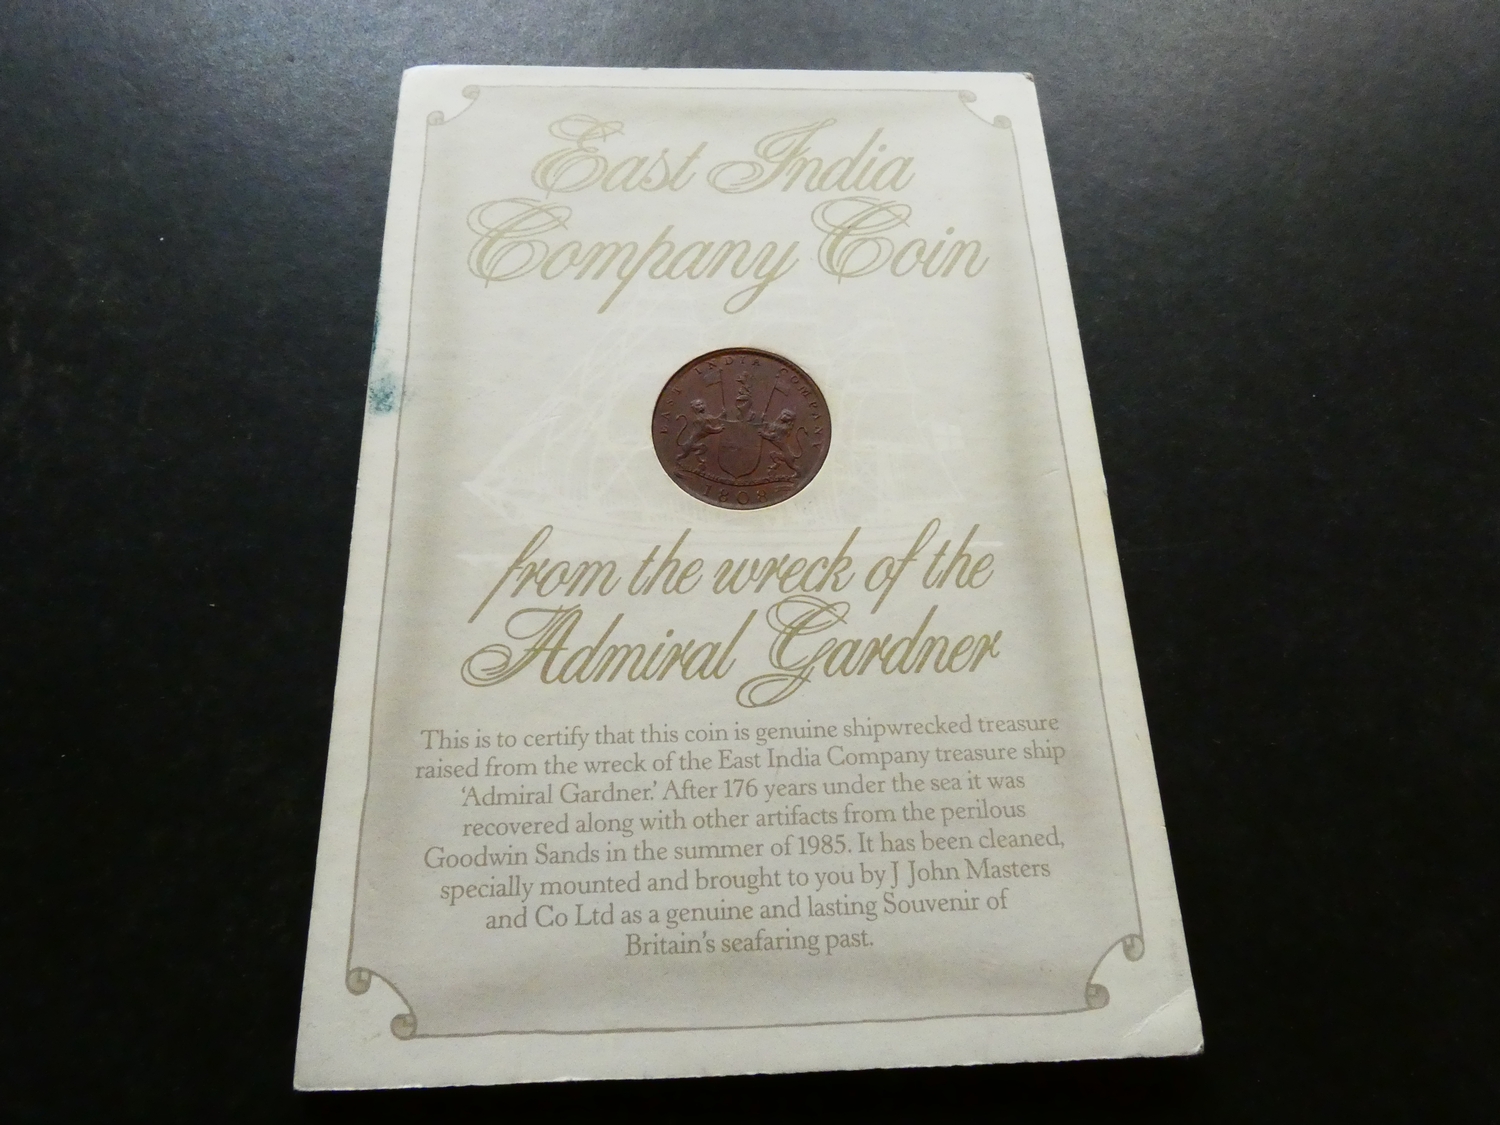 East India
Company Coin
EAST INDIA COMPANY
1808
from the wreck of the
Admiral Gardner
This is to certify that this coin is genuine shipwrecked treasure
raised from the wreck of the East India Company treasure ship
‘Admiral Gardner.’ After 176 years under the sea it was
recovered along with other artifacts from the perilous
Goodwin Sands in the summer of 1985. It has been cleaned,
specially mounted and brought to you by J John Masters
and Co Ltd as a genuine and lasting Souvenir of
Britain's seafaring past.